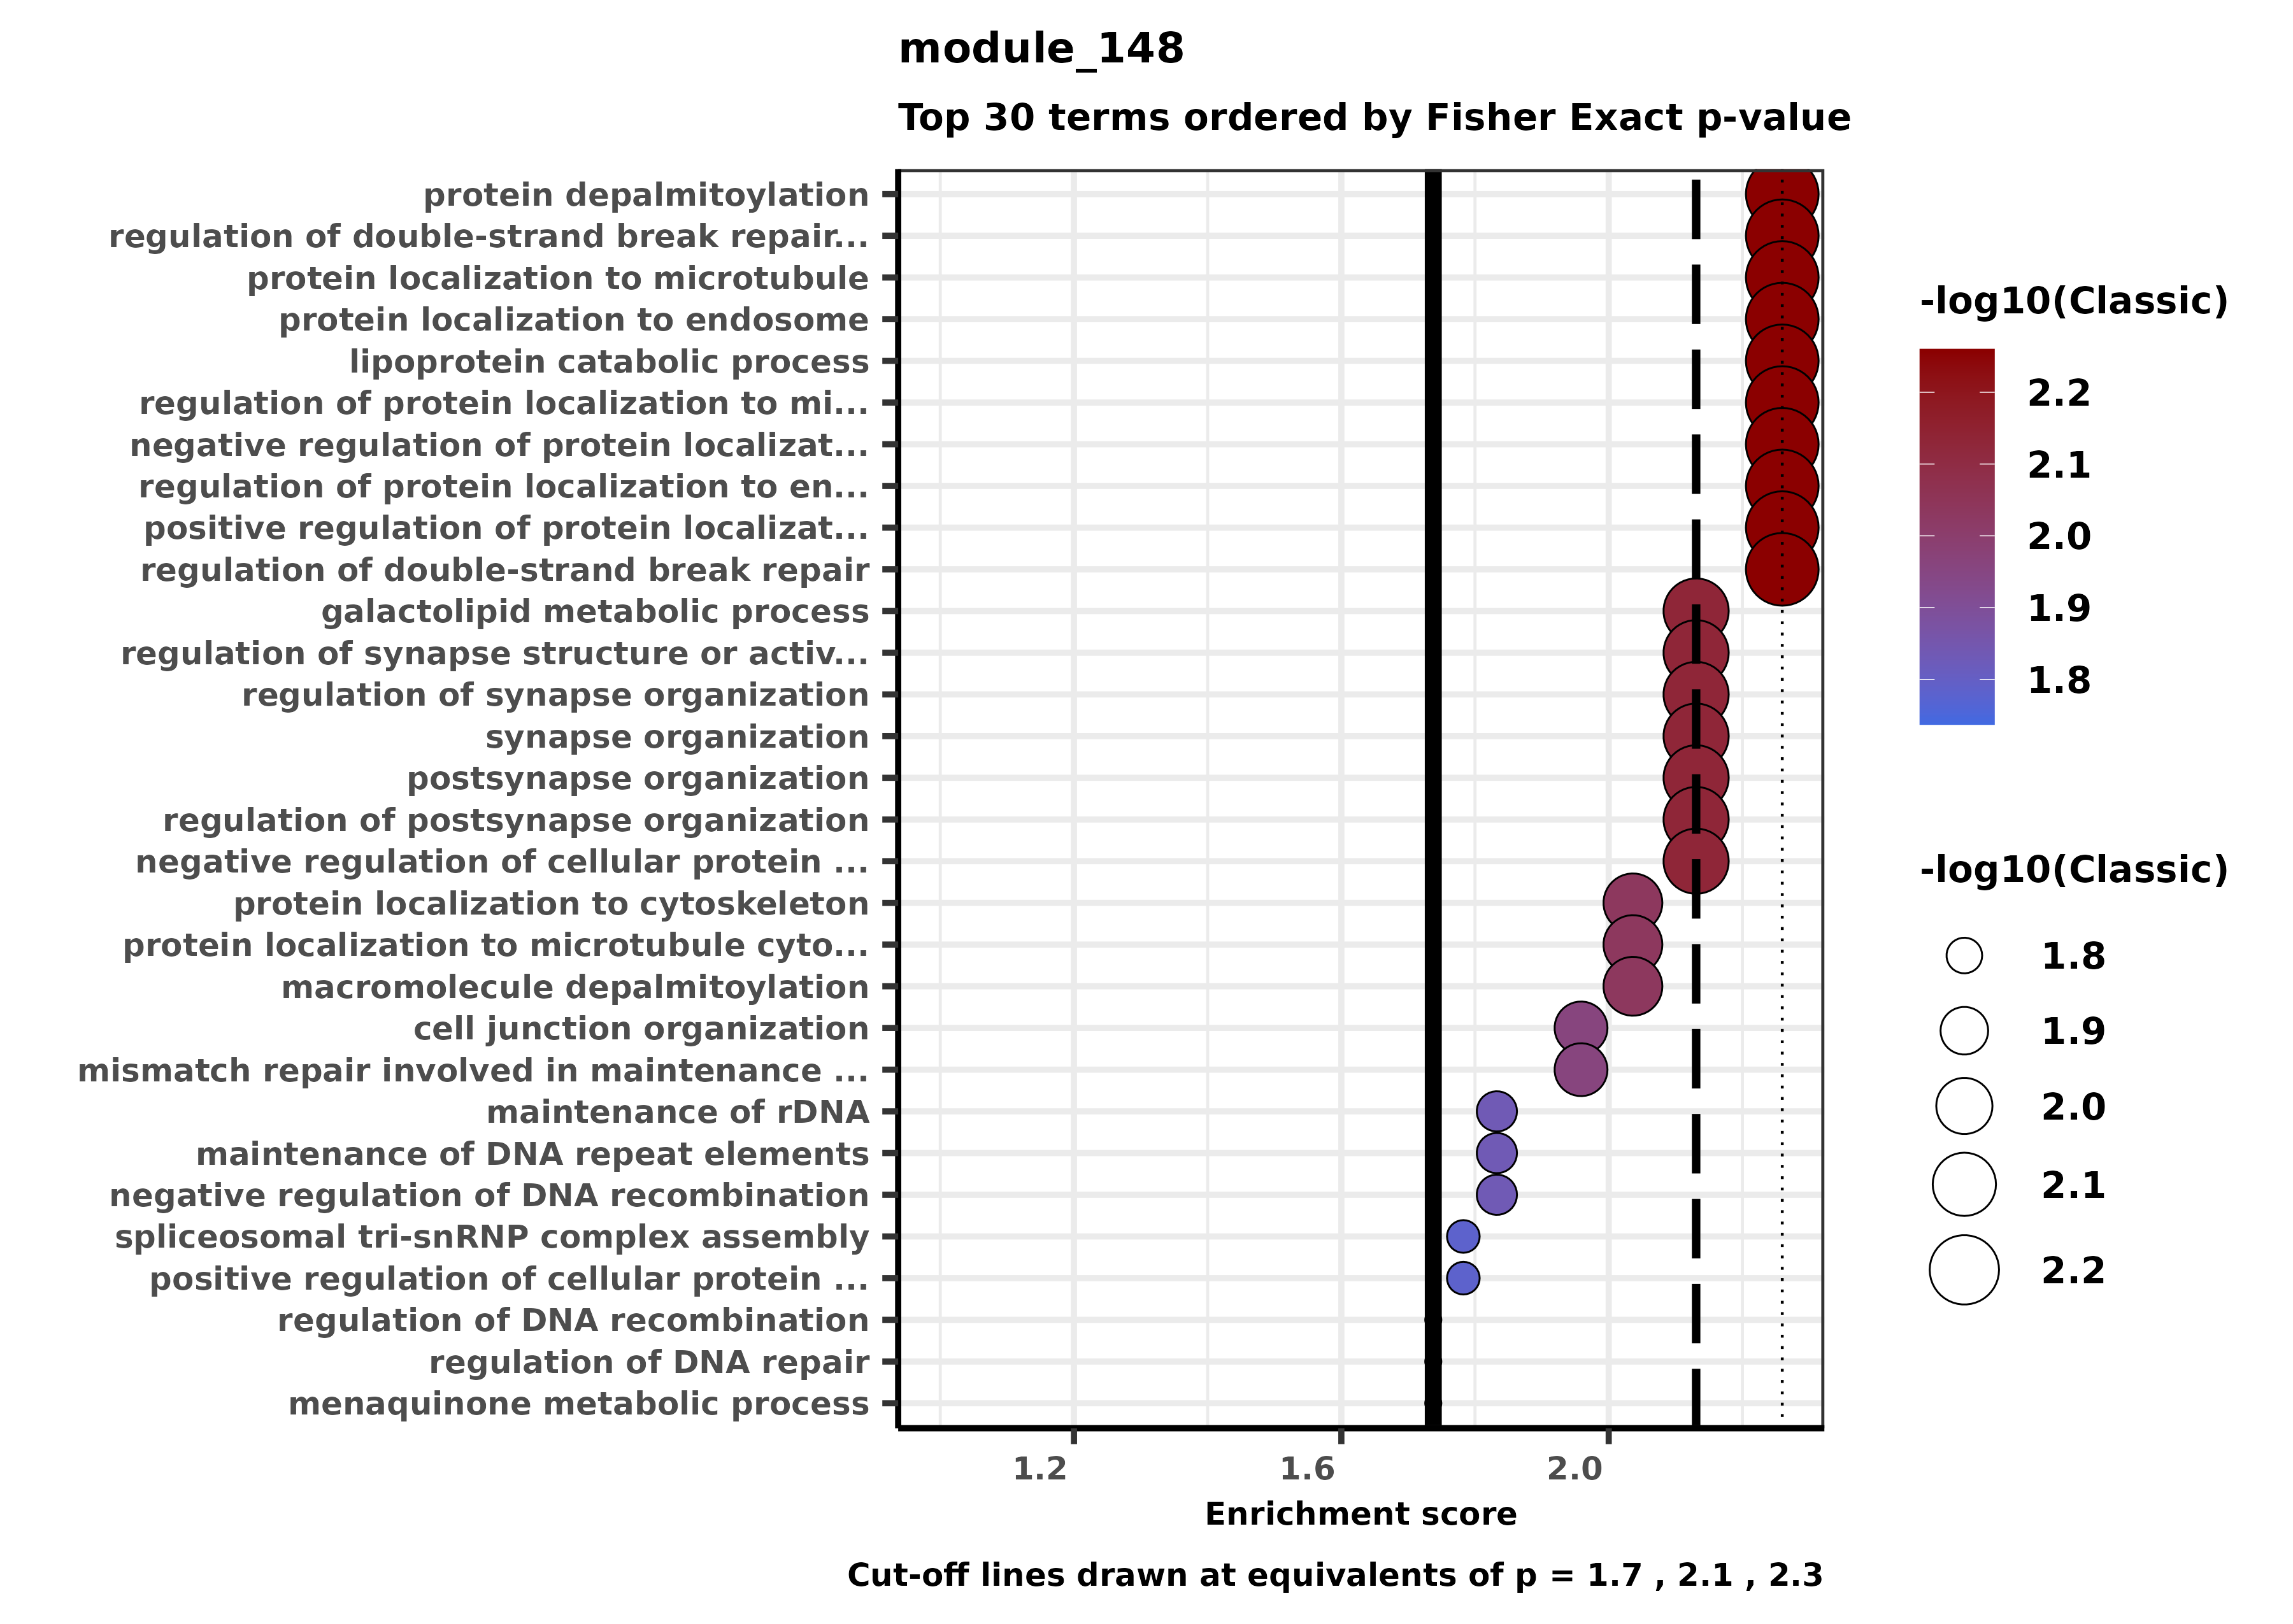 module_148
Top 30 terms ordered by Fisher Exact p-value
protein depalmitoylation
regulation of double-strand break repair...
protein localization to microtubule
protein localization to endosome
lipoprotein catabolic process
regulation of protein localization to mi...
negative regulation of protein localizat...
regulation of protein localization to en...
positive regulation of protein localizat...
regulation of double-strand break repair
galactolipid metabolic process
regulation of synapse structure or activ...
regulation of synapse organization
synapse organization
postsynapse organization
regulation of postsynapse organization
negative regulation of cellular protein ...
protein localization to cytoskeleton
protein localization to microtubule cyto...
macromolecule depalmitoylation
cell junction organization
mismatch repair involved in maintenance ...
maintenance of rDNA
maintenance of DNA repeat elements
negative regulation of DNA recombination
spliceosomal tri-snRNP complex assembly
positive regulation of cellular protein ...
regulation of DNA recombination
regulation of DNA repair
menaquinone metabolic process
1.2 1.6 2.0
Enrichment score
Cut-off lines drawn at equivalents of p = 1.7 , 2.1 , 2.3
-log10(Classic)
2.2
2.1
2.0
1.9
1.8
-log10(Classic)
1.8
1.9
2.0
2.1
2.2